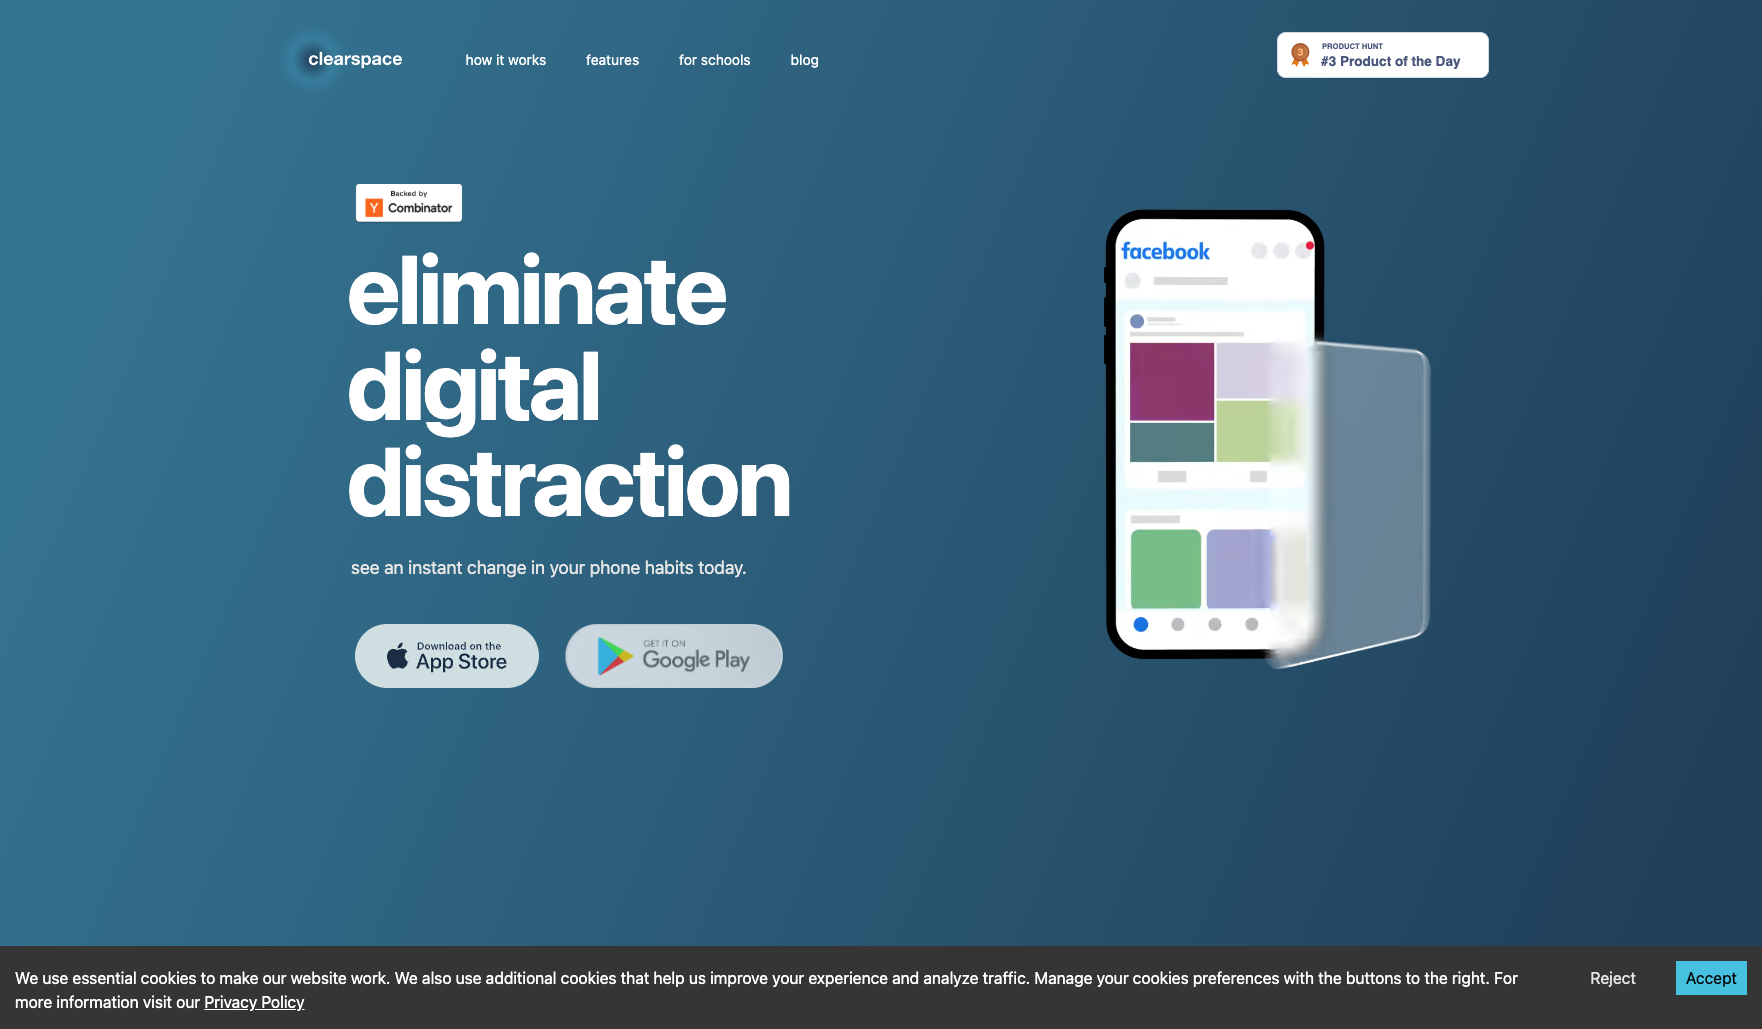 clearspace
how it works
features
for schools
blog
PRODUCT HUNT
#3 Product of the Day
3
Backed by
Y Combinator
eliminate
digital
distraction
see an instant change in your phone habits today.
Download on the
App Store
GET IT ON
Google Play
facebook
We use essential cookies to make our website work. We also use additional cookies that help us improve your experience and analyze traffic. Manage your cookies preferences with the buttons to the right. For
more information visit our Privacy Policy
Reject
Accept